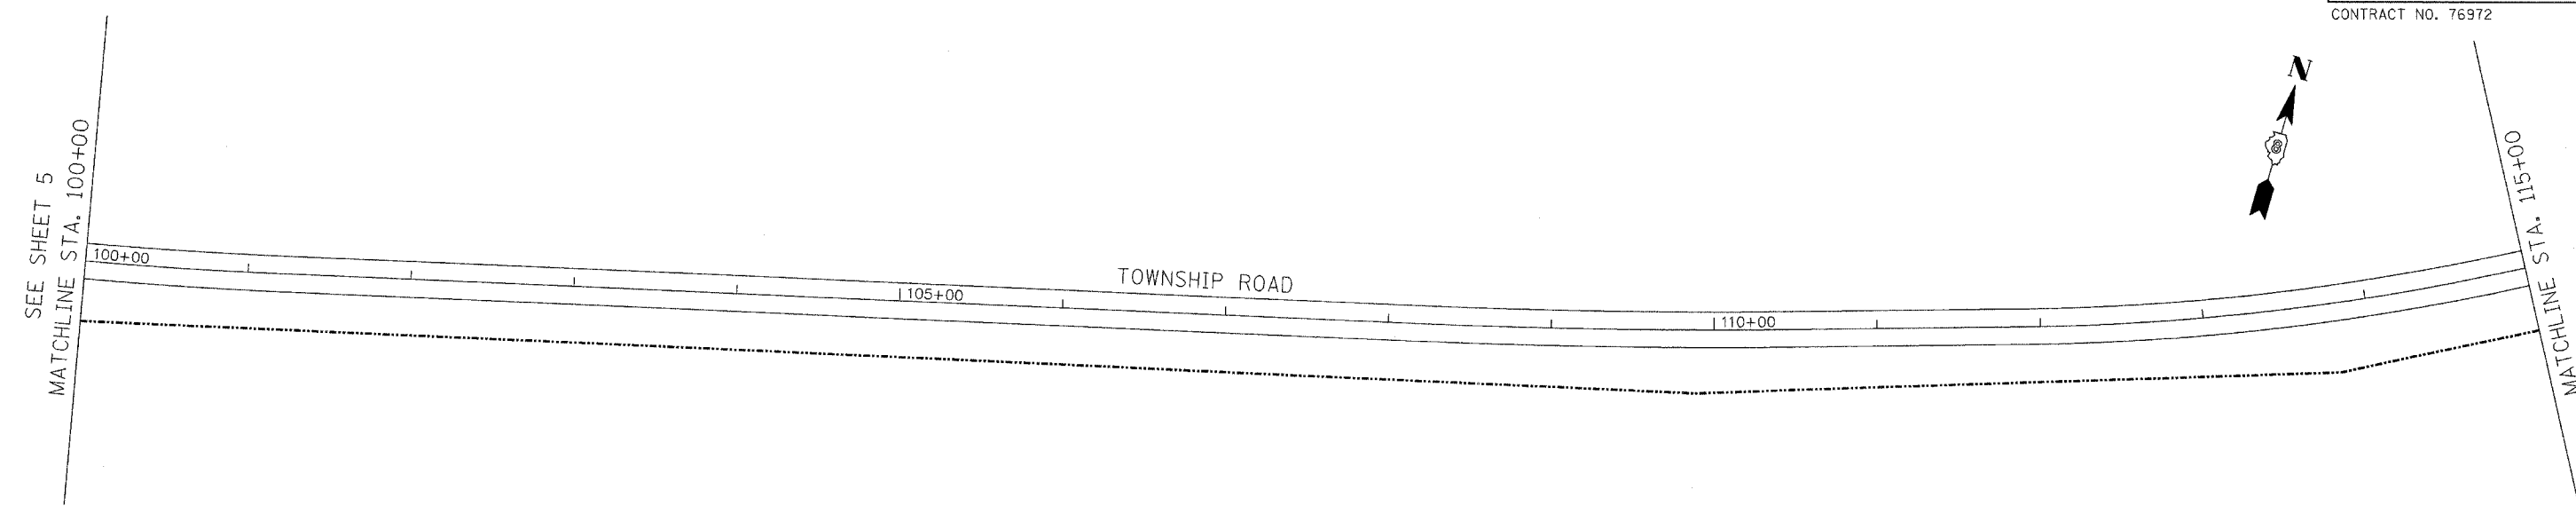 CONTRACT NO. 76972
N
SEE SHEET 5
MATCHLINE STA. 100+00
100+00
105+00
TOWNSHIP ROAD
110+00
MATCHLINE STA. 115+00